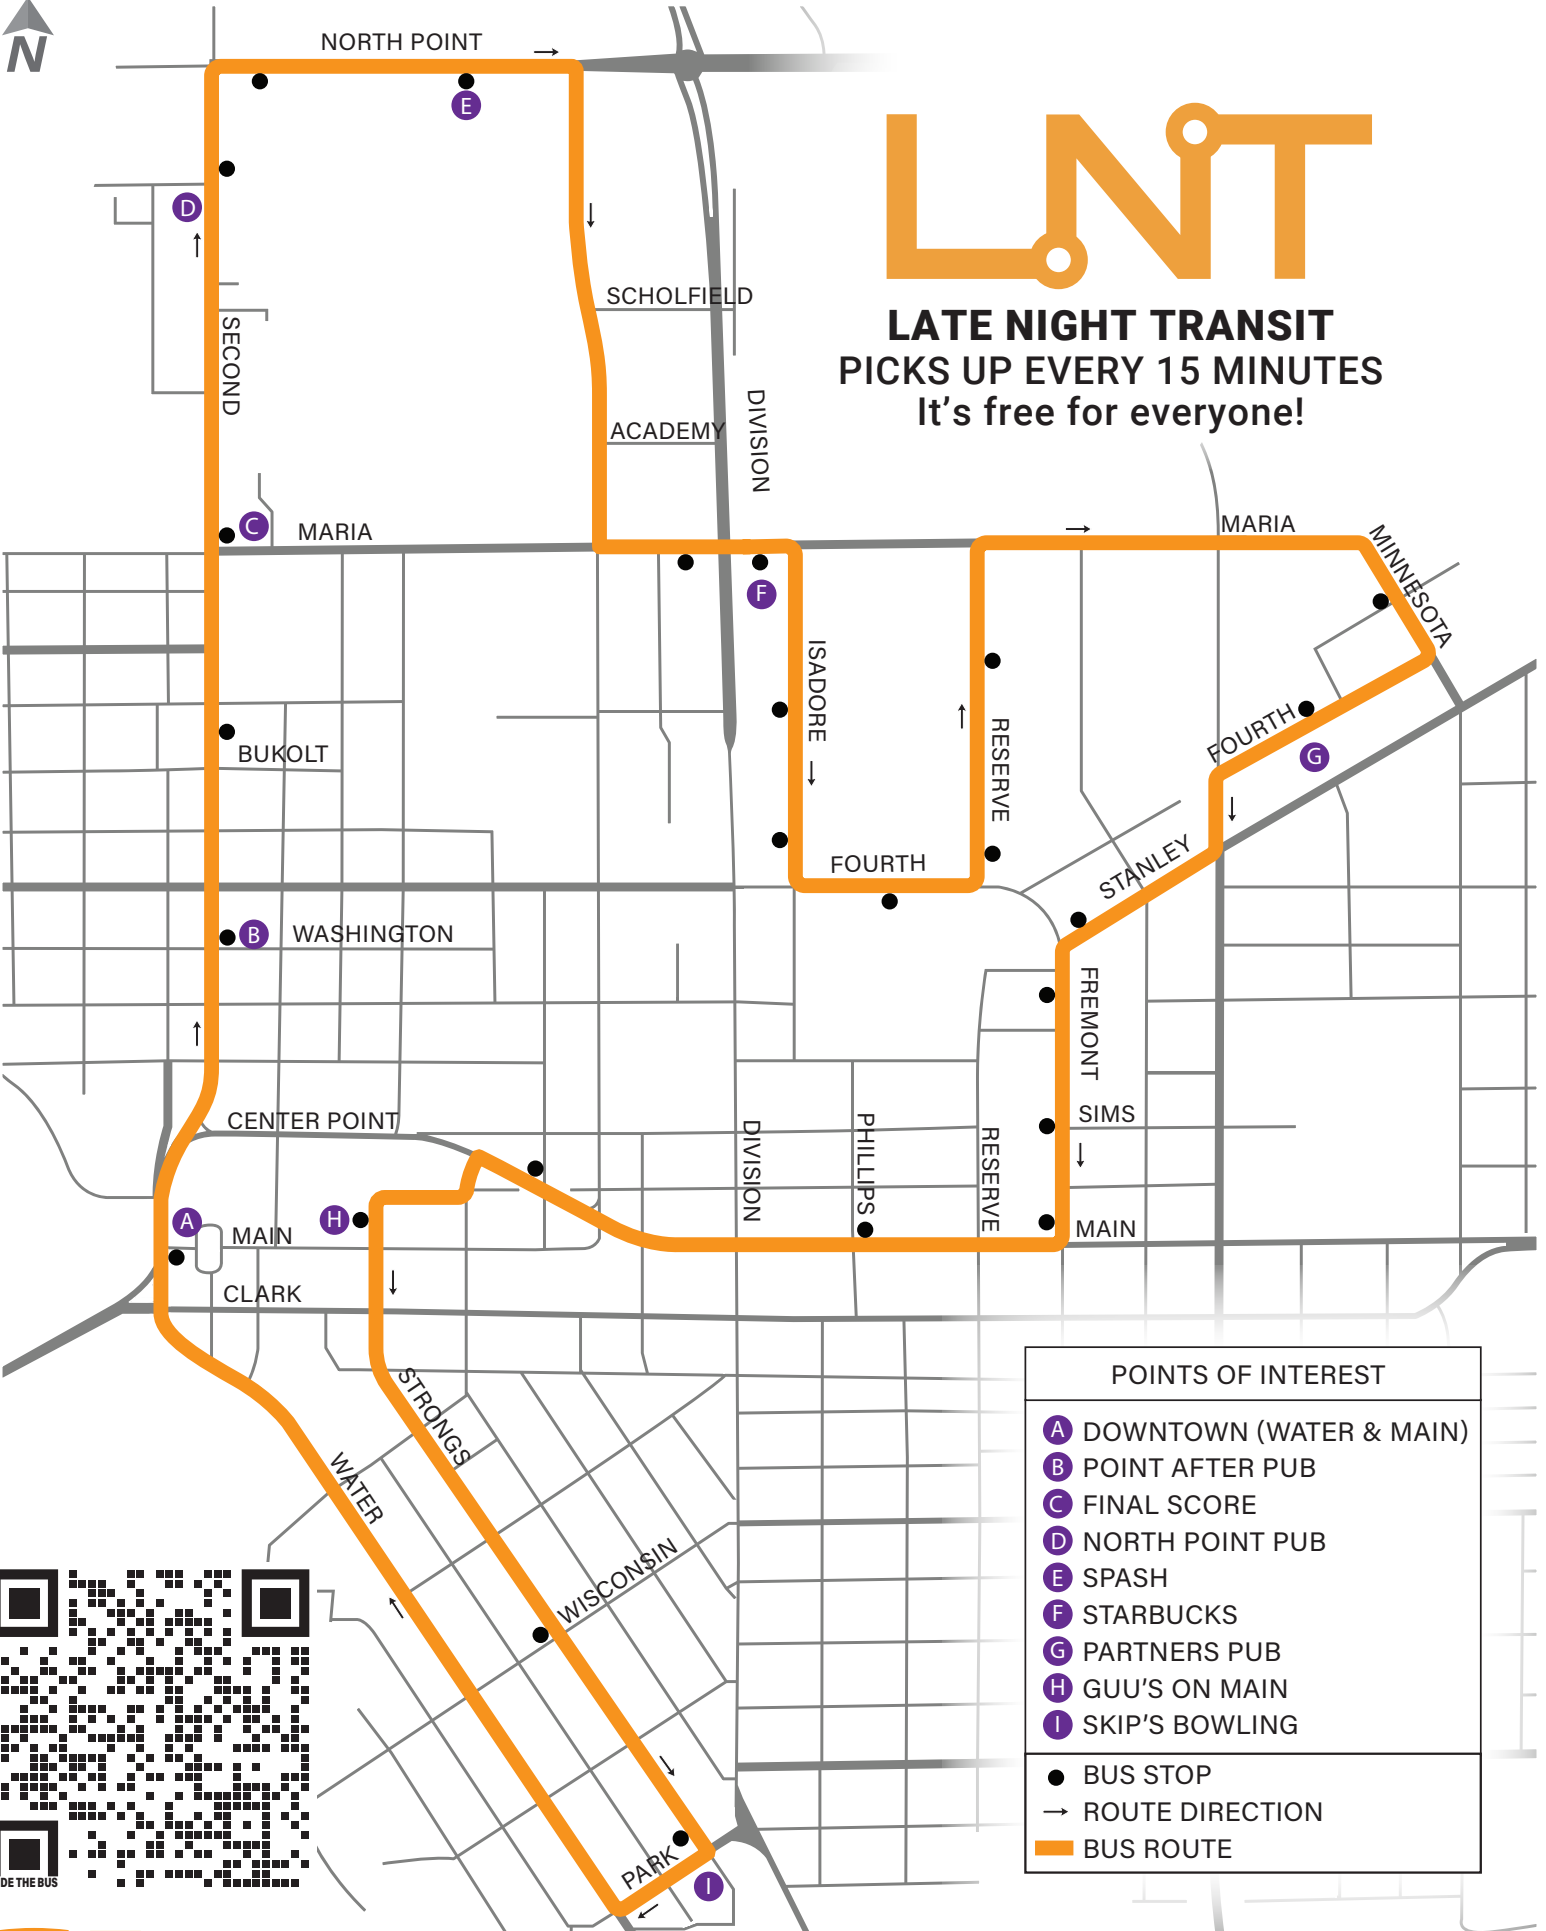 N
NORTH POINT
E
D
LNT
SCHOLFIELD
LATE NIGHT TRANSIT
PICKS UP EVERY 15 MINUTES
It's free for everyone!
SECOND
ACADEMY
DIVISION
C
MARIA
MARIA
MINNESOTA
F
ISADORE
RESERVE
FOURTH
G
BUKOLT
STANLEY
FOURTH
B
WASHINGTON
FREMONT
CENTER POINT
SIMS
DIVISION
PHILLIPS
RESERVE
A
H
MAIN
MAIN
CLARK
STRONGS
WATER
WISCONSIN
PARK
I
POINTS OF INTEREST
A DOWNTOWN (WATER & MAIN)
B POINT AFTER PUB
C FINAL SCORE
D NORTH POINT PUB
E SPASH
F STARBUCKS
G PARTNERS PUB
H GUU'S ON MAIN
I SKIP'S BOWLING
BUS STOP
ROUTE DIRECTION
BUS ROUTE
DE THE BUS